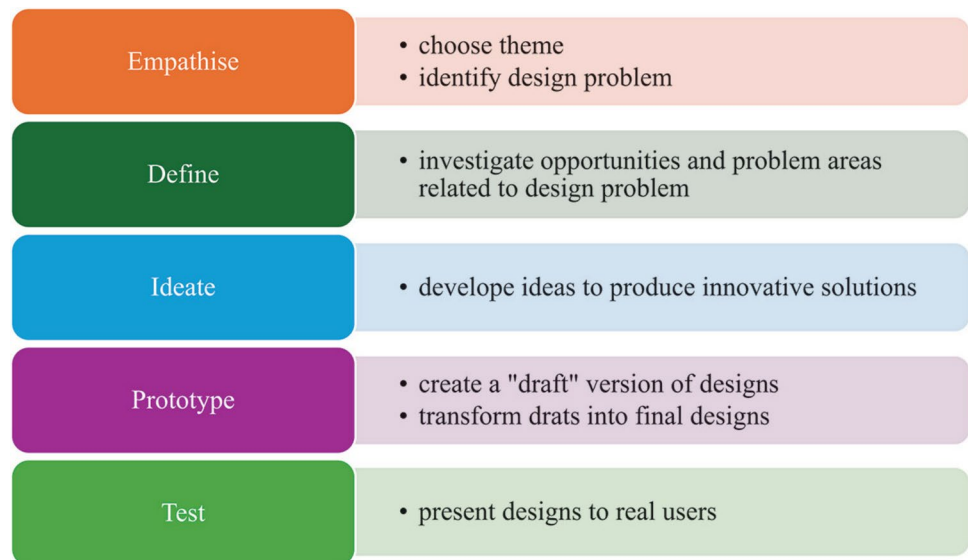 Empathise
• choose theme
• identify design problem
Define
• investigate opportunities and problem areas
related to design problem
Ideate
• develope ideas to produce innovative solutions
Prototype
• create a "draft" version of designs
• transform drats into final designs
Test
• present designs to real users